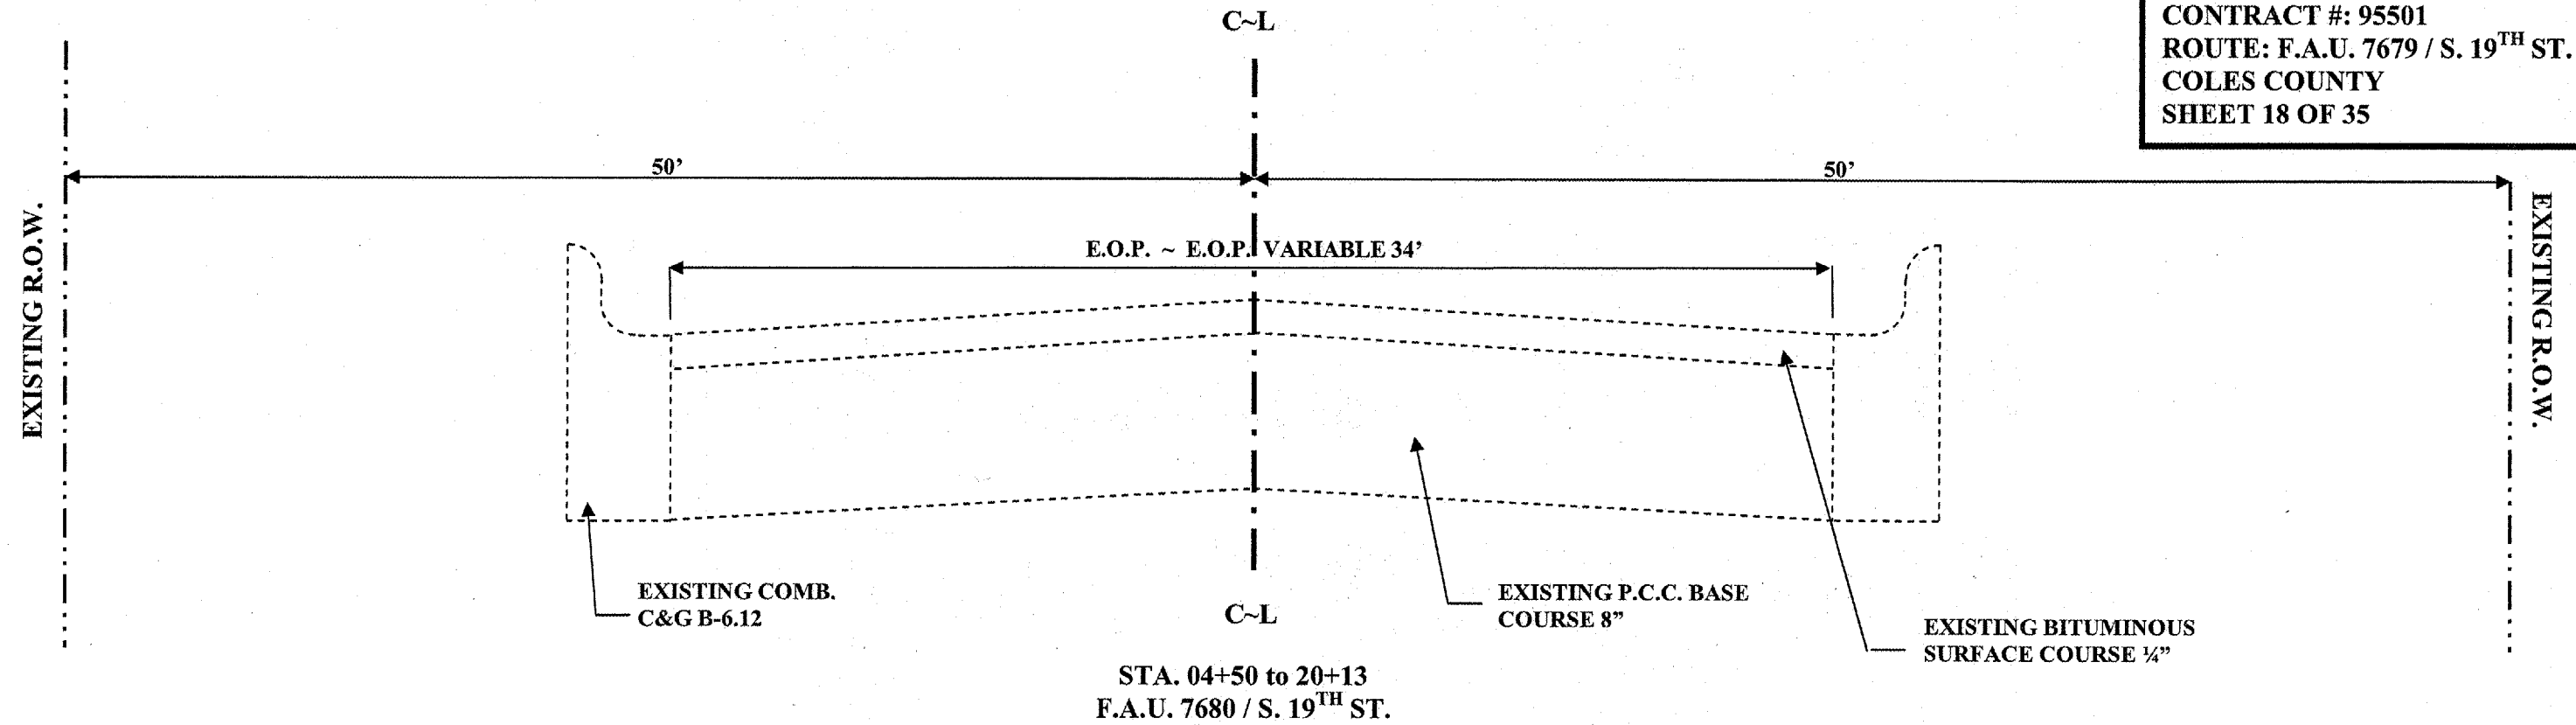 C~L
CONTRACT #: 95501
ROUTE: F.A.U. 7679 / S. 19TH ST.
COLES COUNTY
SHEET 18 OF 35
50’
50’
EXISTING R.O.W.
EXISTING R.O.W.
E.O.P. ~ E.O.P. VARIABLE 34’
EXISTING COMB.
C&G B-6.12
C~L
EXISTING P.C.C. BASE
COURSE 8”
EXISTING BITUMINOUS
SURFACE COURSE ¼”
STA. 04+50 to 20+13
F.A.U. 7680 / S. 19TH ST.